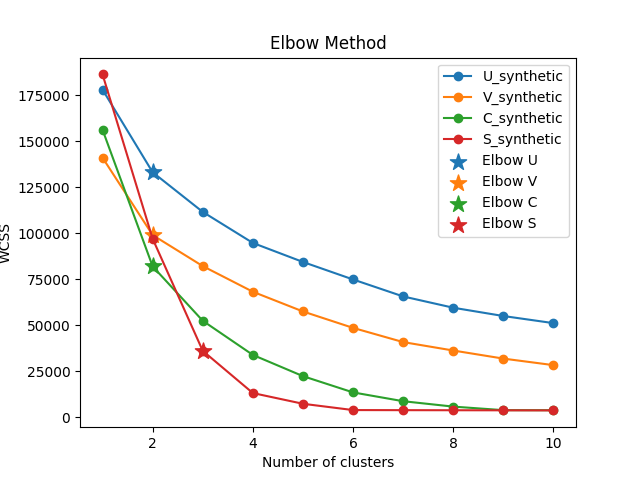 Elbow Method
U_synthetic
V_synthetic
C_synthetic
S_synthetic
Elbow U
Elbow V
Elbow C
Elbow S
175000
150000
125000
100000
75000
50000
25000
0
WCSS
2
4
6
8
10
Number of clusters